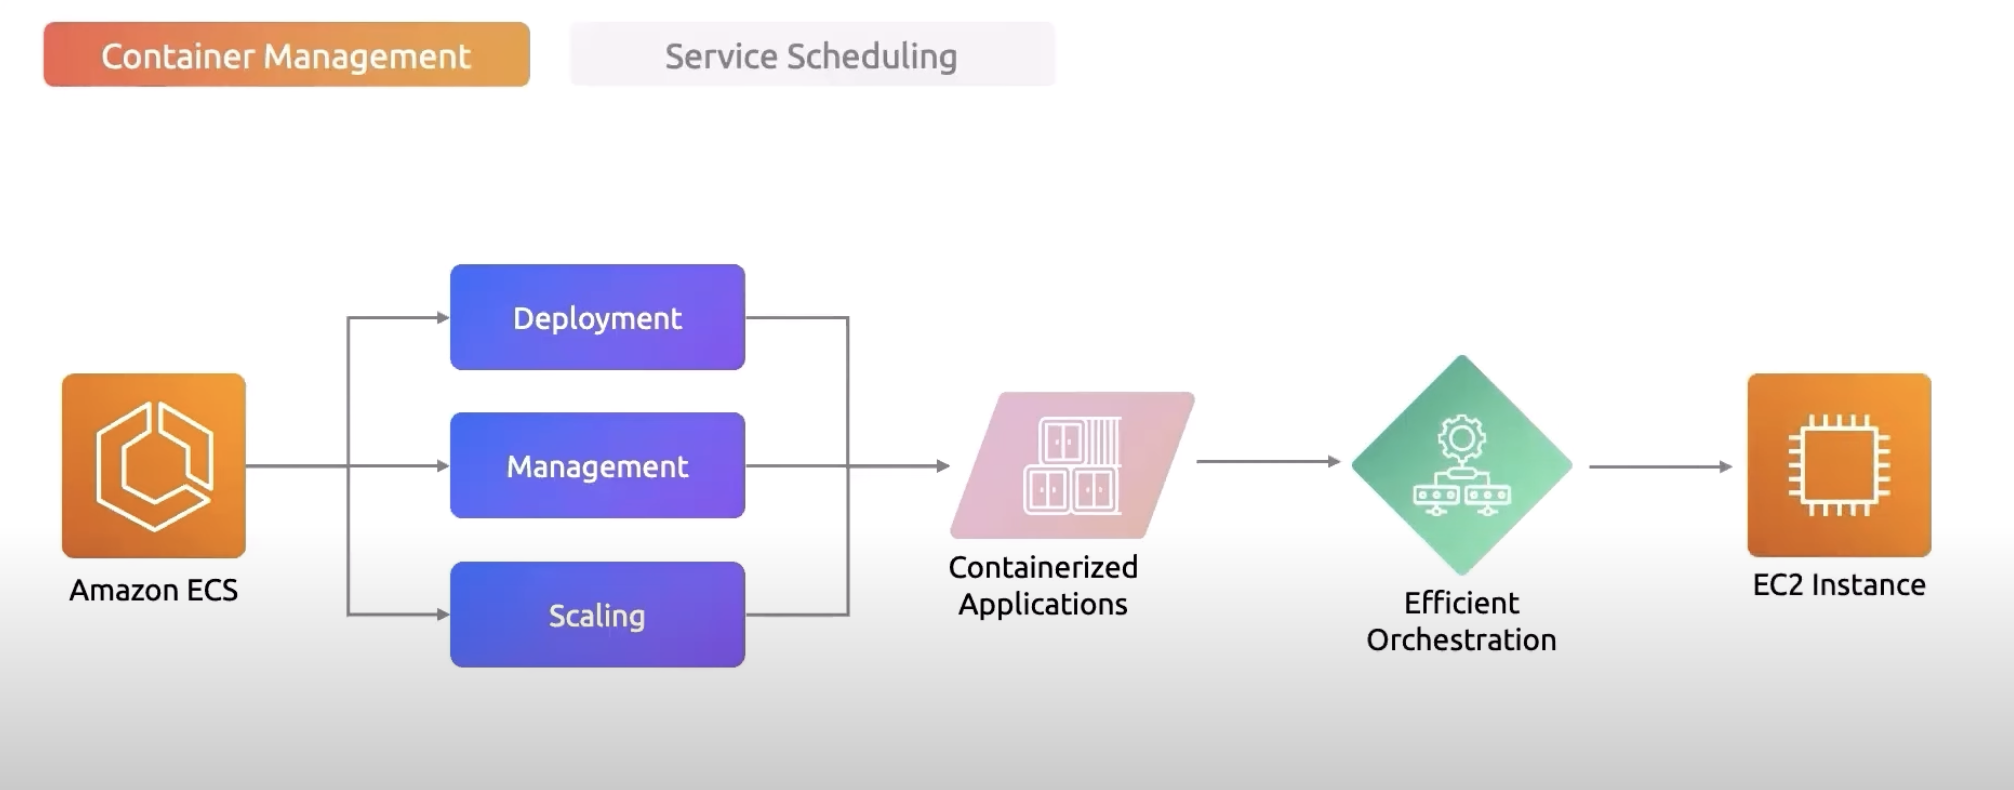 Container Management
Service Scheduling
Deployment
Management
Scaling
Amazon ECS
Containerized
Applications
Efficient
Orchestration
EC2 Instance